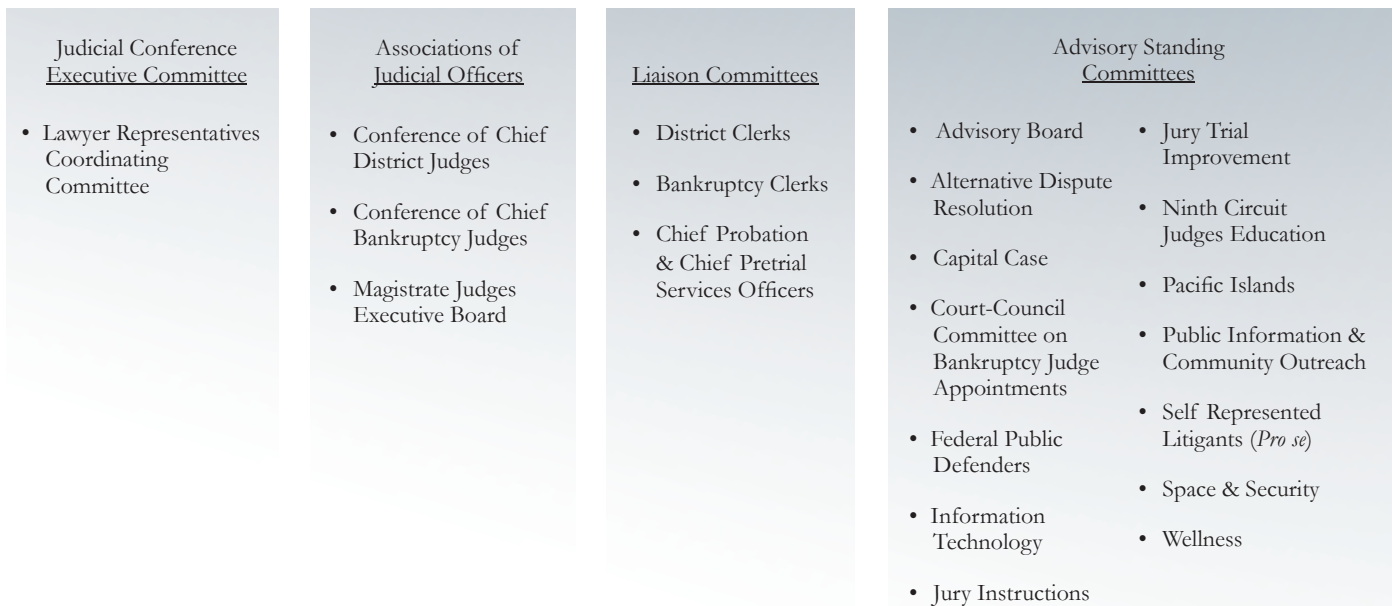 Judicial Conference
Executive Committee
• Lawyer Representatives
Coordinating
Committee
Associations of
Judicial Officers
• Conference of Chief
District Judges
• Conference of Chief
Bankruptcy Judges
• Magistrate Judges
Executive Board
Liaison Committees
• District Clerks
• Bankruptcy Clerks
• Chief Probation
& Chief Pretrial
Services Officers
Advisory Standing
Committees
• Advisory Board
• Alternative Dispute
Resolution
• Capital Case
• Court-Council
Committee on
Bankruptcy Judge
Appointments
• Federal Public
Defenders
• Information
Technology
• Jury Instructions
• Jury Trial
Improvement
• Ninth Circuit
Judges Education
• Pacific Islands
• Public Information &
Community Outreach
• Self Represented
Litigants (Pro se)
• Space & Security
• Wellness